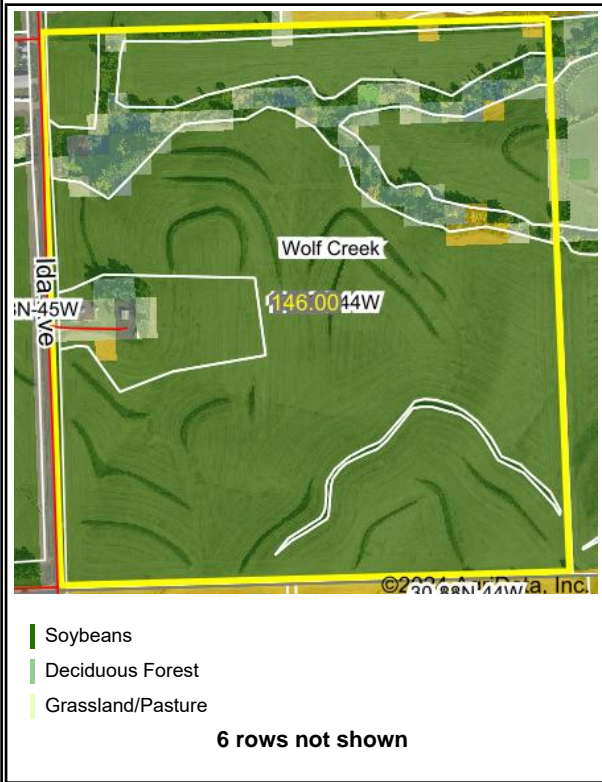 Wolf Creek
146.00 44W
Ida ve
N-45W
©2024 AgriData, Inc.
30-88N-44W
Soybeans
Deciduous Forest
Grassland/Pasture
6 rows not shown